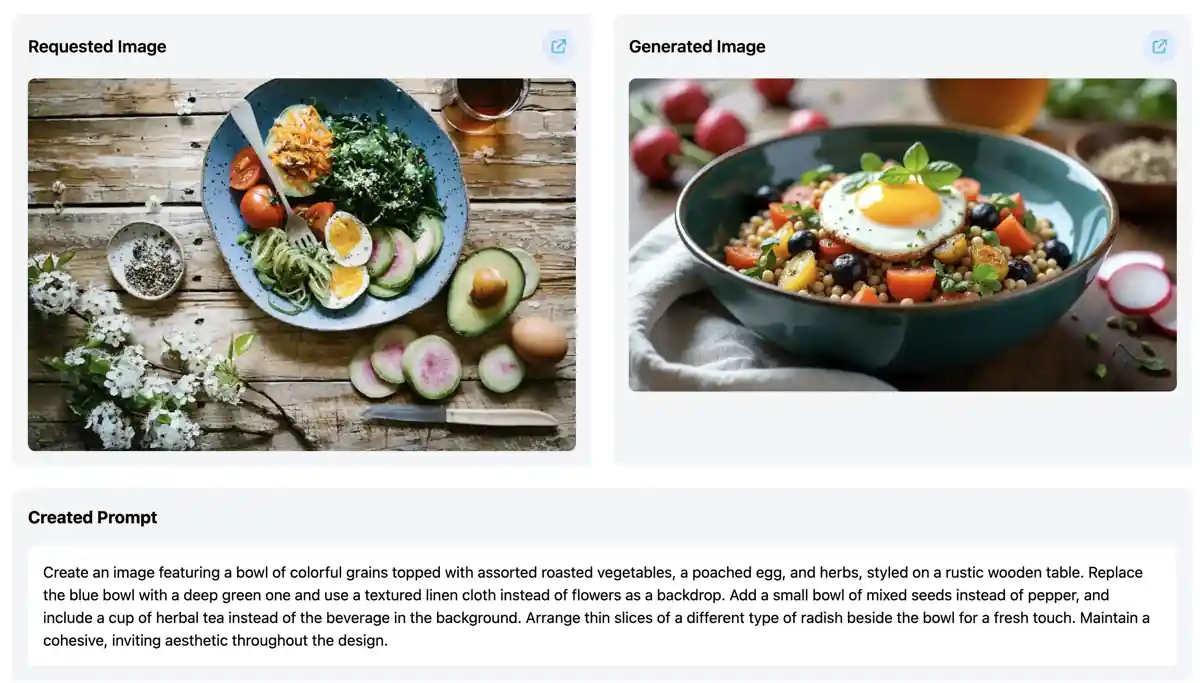 Requested Image
Generated Image
Created Prompt
Create an image featuring a bowl of colorful grains topped with assorted roasted vegetables, a poached egg, and herbs, styled on a rustic wooden table. Replace
the blue bowl with a deep green one and use a textured linen cloth instead of flowers as a backdrop. Add a small bowl of mixed seeds instead of pepper, and
include a cup of herbal tea instead of the beverage in the background. Arrange thin slices of a different type of radish beside the bowl for a fresh touch. Maintain a
cohesive, inviting aesthetic throughout the design.